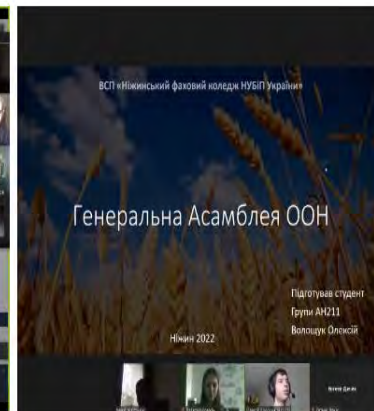 ВСП «Ніжинський фаховий коледж НУБіП України»
Генеральна Асамблея ООН
Підготував студент
Групи АН211
Волощук Олексій
Ніжин 2022